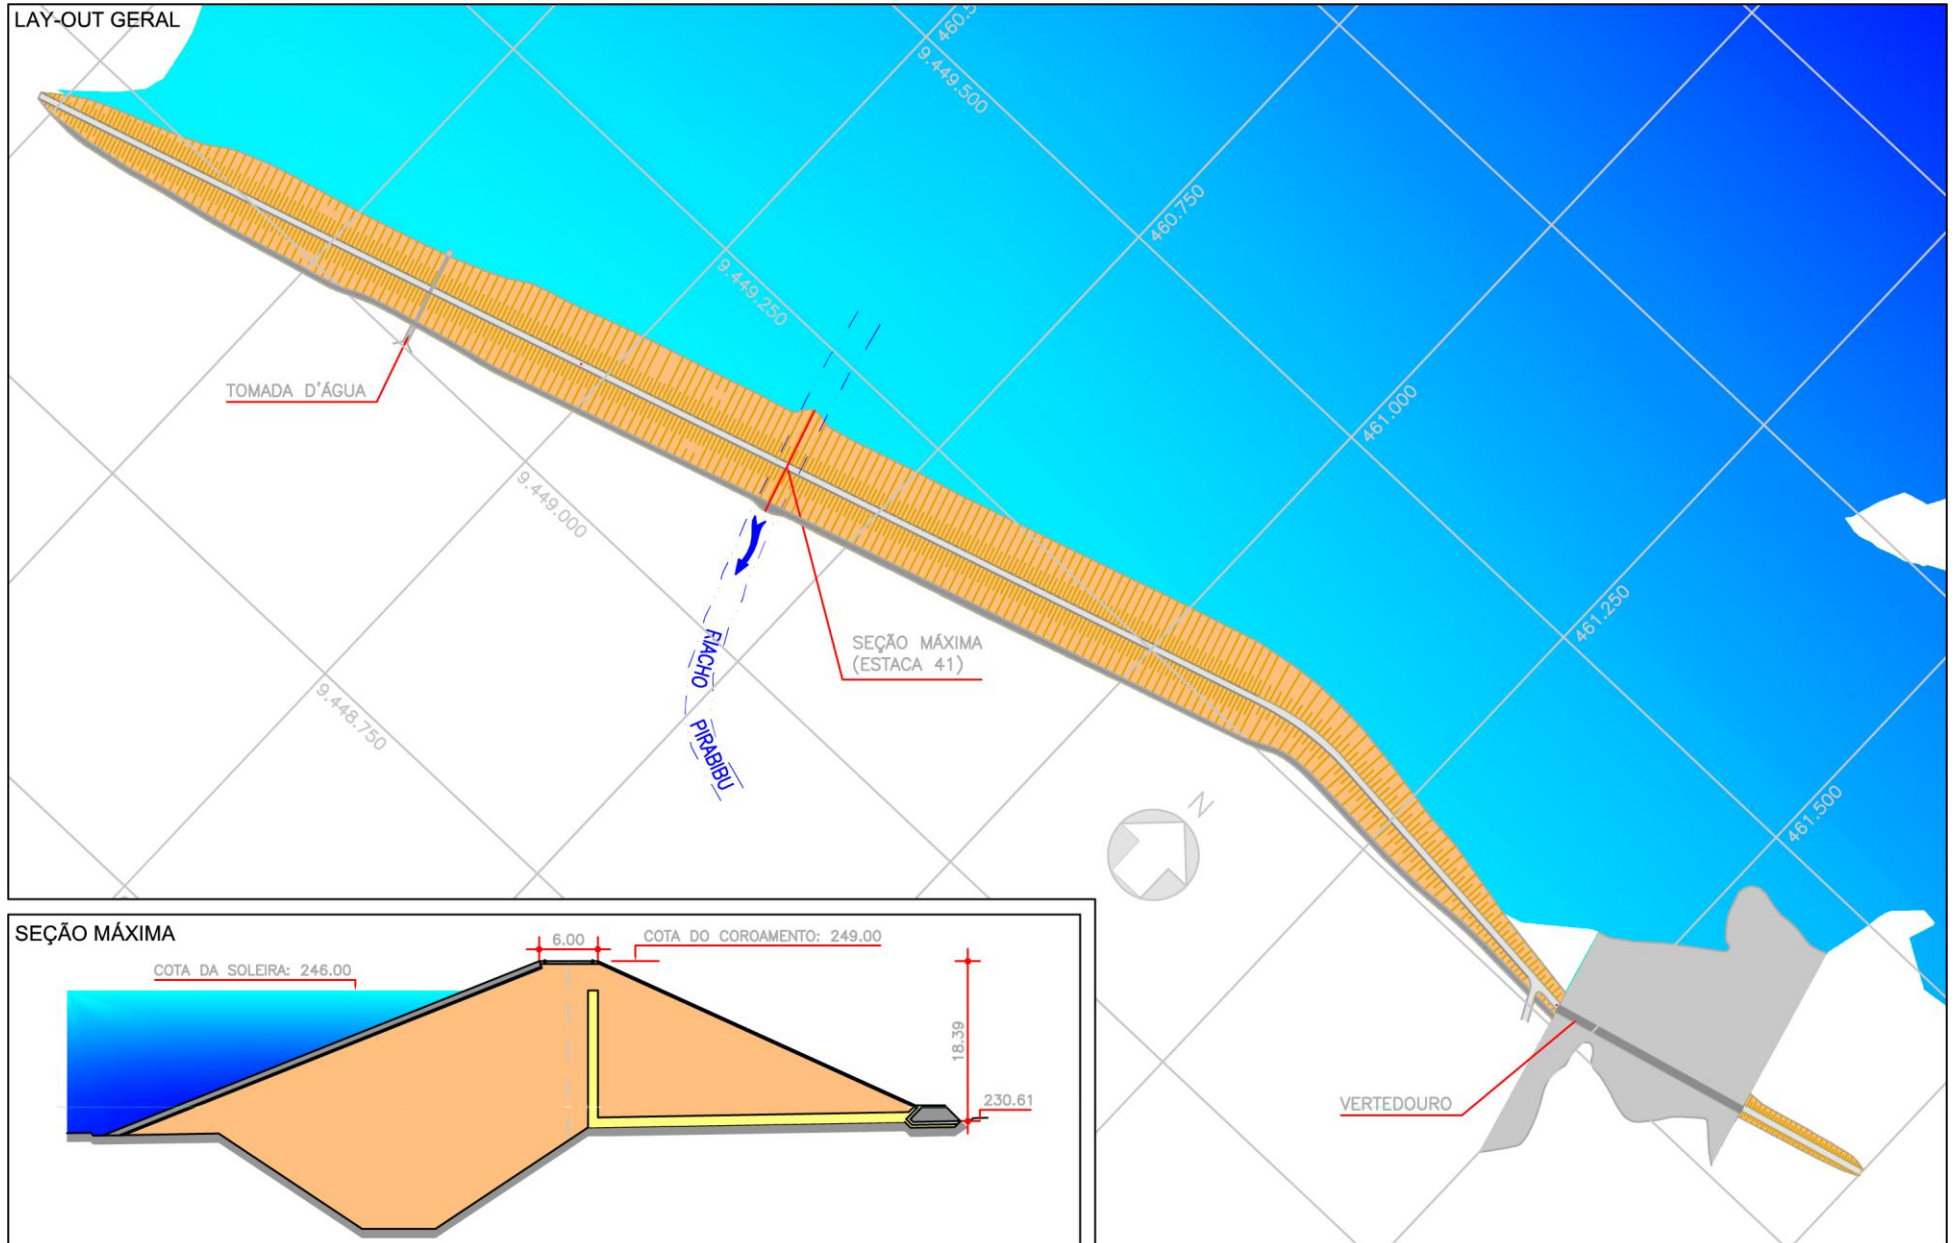 LAY-OUT GERAL
460.5
9.449.500
460.750
9.449.250
461.000
TOMADA D'ÁGUA
9.449.000
461.250
SEÇÃO MÁXIMA
(ESTACA 41)
RIACHO PIRABIBU
9.448.750
461.500
N
VERTEDOURO
SEÇÃO MÁXIMA
6.00
COTA DO COROAMENTO: 249.00
COTA DA SOLEIRA: 246.00
18.39
230.61